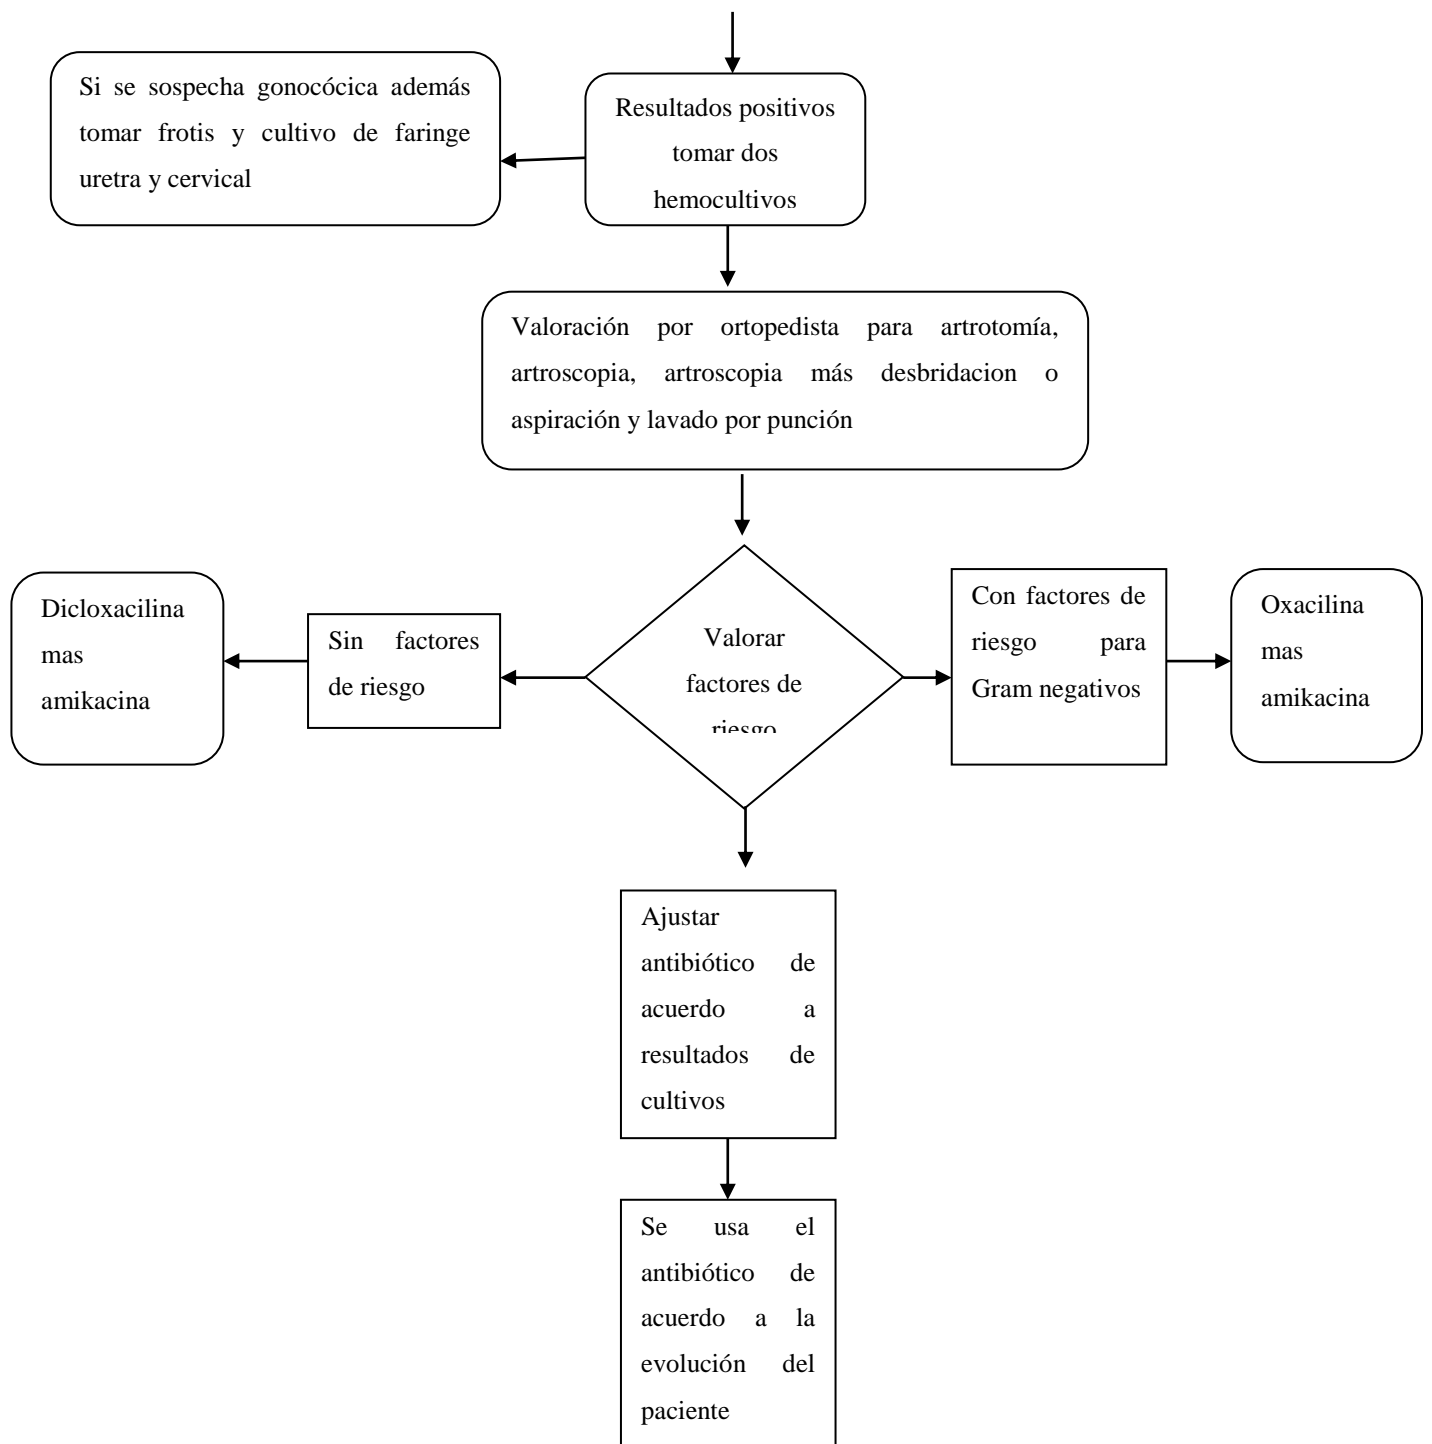 Si se sospecha gonocócica además
tomar frotis y cultivo de faringe
uretra y cervical
Resultados positivos
tomar dos
hemocultivos
Valoración por ortopedista para artrotomía,
artroscopia, artroscopia más desbridacion o
aspiración y lavado por punción
Dicloxacilina
mas
amikacina
Sin factores
de riesgo
Valorar
factores de
riesgo
Con factores de
riesgo para
Gram negativos
Oxacilina
mas
amikacina
Ajustar
antibiótico de
acuerdo a
resultados de
cultivos
Se usa el
antibiótico de
acuerdo a la
evolución del
paciente